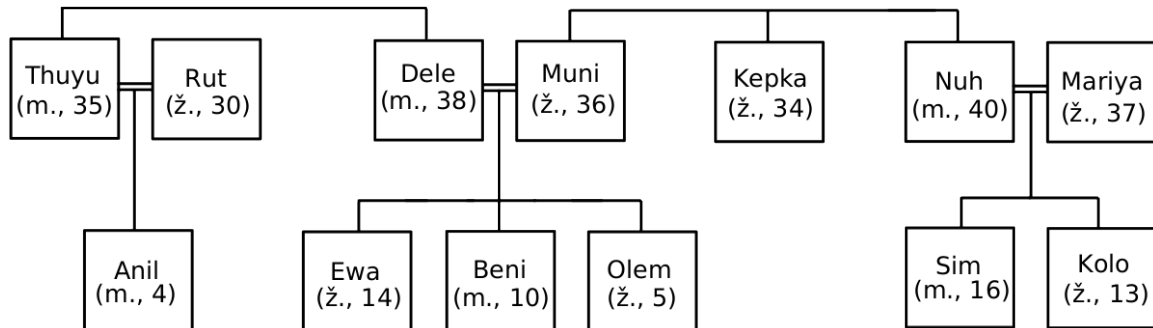 Thuyu
(m., 35)
Rut
(ž., 30)
Dele
(m., 38)
Muni
(ž., 36)
Kepka
(ž., 34)
Nuh
(m., 40)
Mariya
(ž., 37)
Anil
(m., 4)
Ewa
(ž., 14)
Beni
(m., 10)
Olem
(ž., 5)
Sim
(m., 16)
Kolo
(ž., 13)